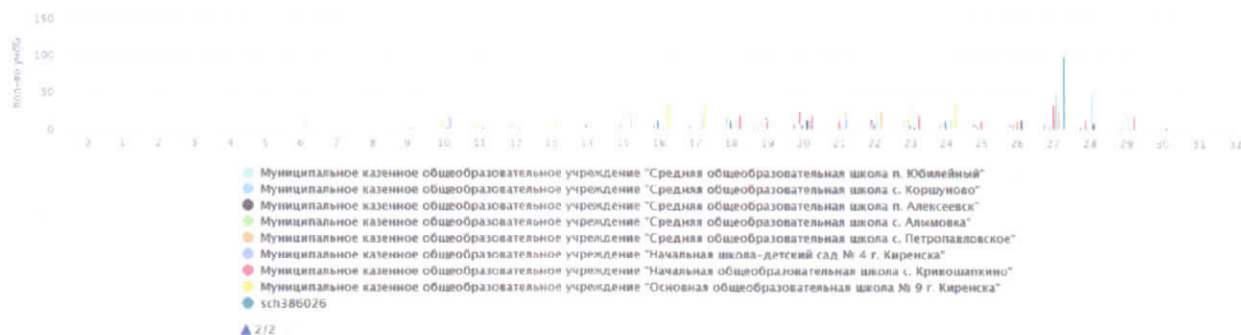 150
100
50
0
Кол-во уч(%)
0 1 2 3 4 5 6 7 8 9 10 11 12 13 14 15 16 17 18 19 20 21 22 23 24 25 26 27 28 29 30 31 32
Муниципальное казенное общеобразовательное учреждение "Средняя общеобразовательная школа п. Юбилейный"
Муниципальное казенное общеобразовательное учреждение "Средняя общеобразовательная школа с. Коршуново"
Муниципальное казенное общеобразовательное учреждение "Средняя общеобразовательная школа п. Алексеевск"
Муниципальное казенное общеобразовательное учреждение "Средняя общеобразовательная школа с. Алымовка"
Муниципальное казенное общеобразовательное учреждение "Средняя общеобразовательная школа с. Петропавловское"
Муниципальное казенное общеобразовательное учреждение "Начальная школа-детский сад № 4 г. Киренска"
Муниципальное казенное общеобразовательное учреждение "Начальная общеобразовательная школа с. Кривошапкино"
Муниципальное казенное общеобразовательное учреждение "Основная общеобразовательная школа № 9 г. Киренска"
sch386026
2/2